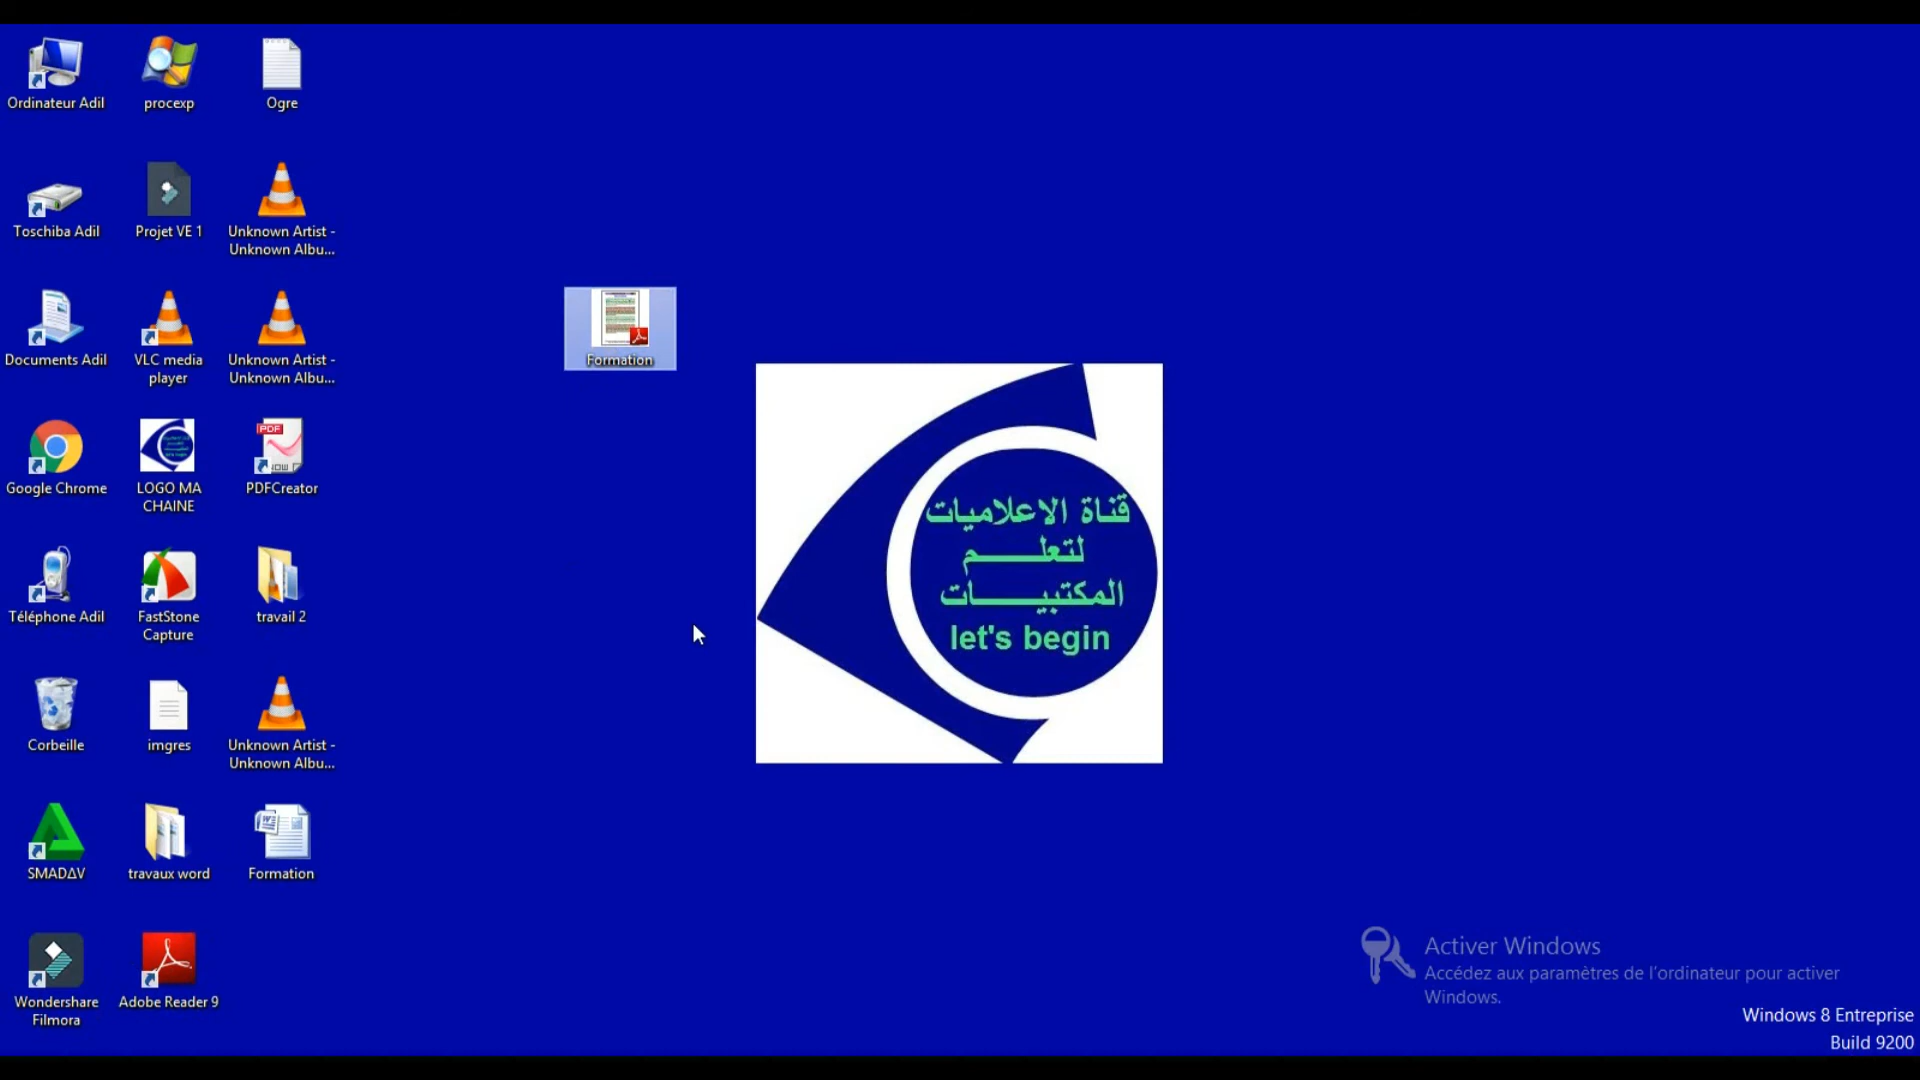 Ordinateur Adil
procexp
Ogre
Toschiba Adil
Projet VE 1
Unknown Artist -
Unknown Albu...
Documents Adil
VLC media
player
Unknown Artist -
Unknown Albu...
Formation
Google Chrome
LOGO MA
CHAINE
PDF
PDFCreator
Téléphone Adil
FastStone
Capture
travail 2
Corbeille
imgres
Unknown Artist -
Unknown Albu...
SMADΔV
travaux word
Formation
Wondershare
Filmora
Adobe Reader 9
قناة الاعلاميات
لتعلـــــــم
المكتبيـــــات
let's begin
Activer Windows
Accédez aux paramètres de l'ordinateur pour activer
Windows.
Windows 8 Entreprise
Build 9200